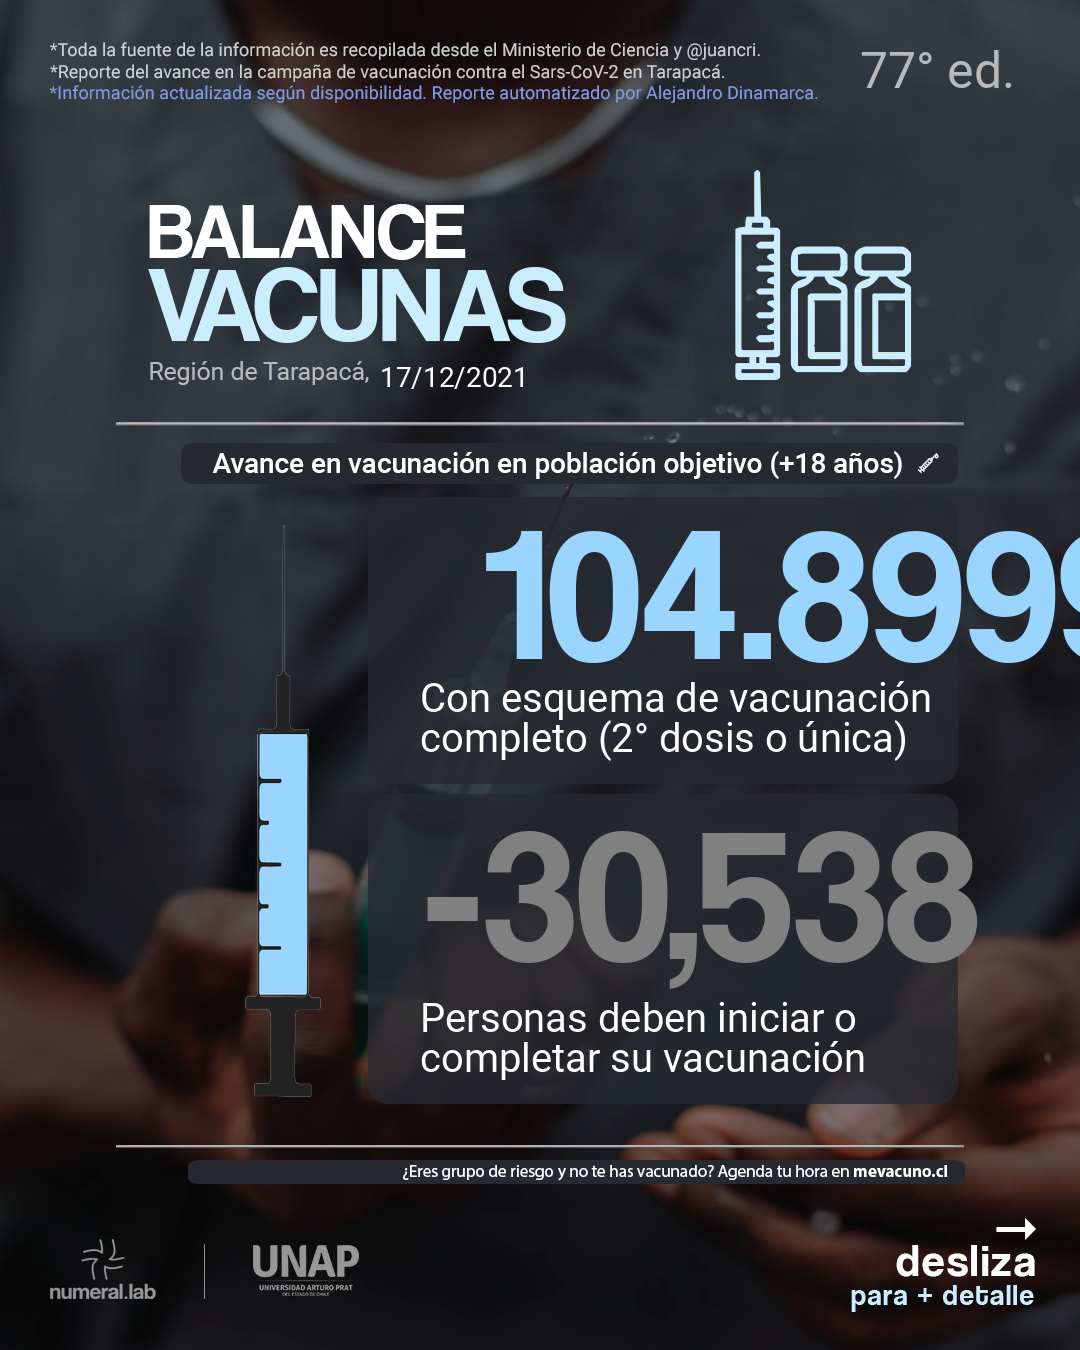 *Toda la fuente de la información es recopilada desde el Ministerio de Ciencia y @juancri.
*Reporte del avance en la campaña de vacunación contra el Sars-CoV-2 en Tarapacá.
*Información actualizada según disponibilidad. Reporte automatizado por Alejandro Dinamarca.
77° ed.
BALANCE
VACUNAS
Región de Tarapacá, 17/12/2021
Avance en vacunación en población objetivo (+18 años)
104.8999
Con esquema de vacunación
completo (2° dosis o única)
-30,538
Personas deben iniciar o
completar su vacunación
¿Eres grupo de riesgo y no te has vacunado? Agenda tu hora en mevacuno.cl
numeral.lab
UNAP
UNIVERSIDAD ARTURO PRAT
DEL ESTADO DE CHILE
desliza
para + detalle